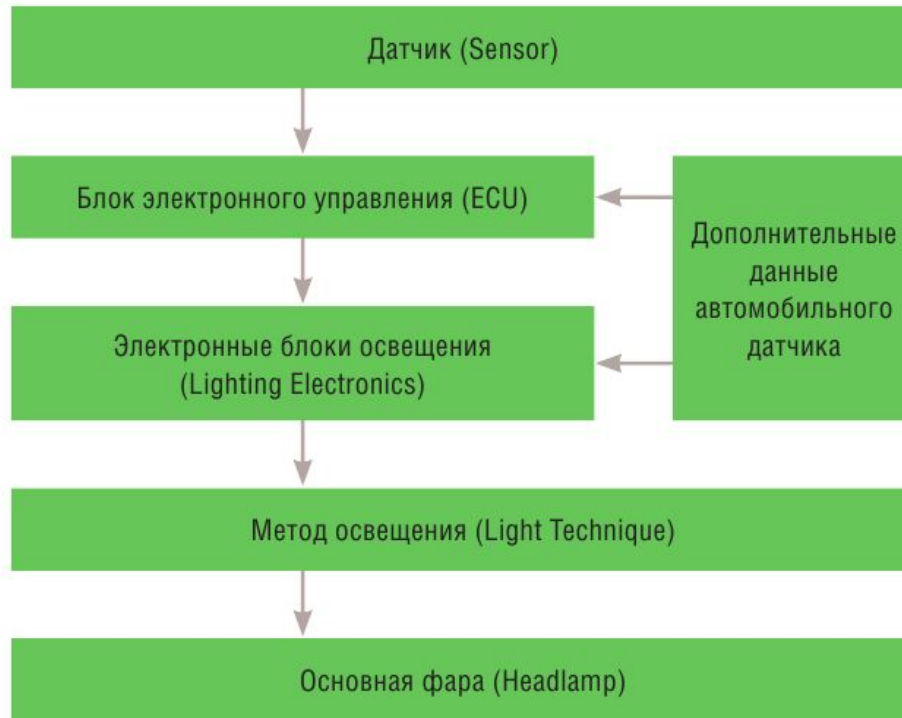 Датчик (Sensor)
Блок электронного управления (ECU)
Дополнительные
данные
автомобильного
датчика
Электронные блоки освещения
(Lighting Electronics)
Метод освещения (Light Technique)
Основная фара (Headlamp)